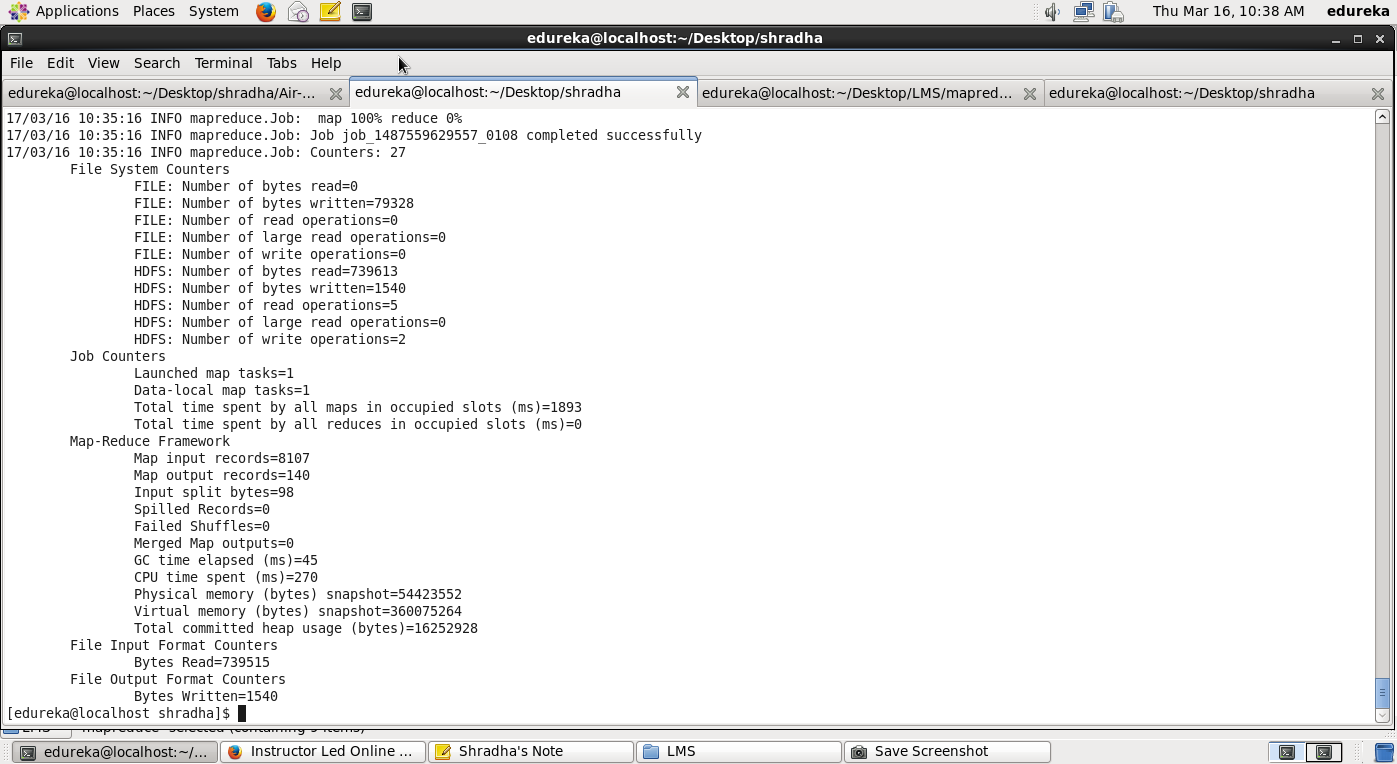 Applications Places System Thu Mar 16, 10:38 AM edureka
edureka@localhost:~/Desktop/shradha
File Edit View Search Terminal Tabs Help
edureka@localhost:~/Desktop/shradha/Air-... edureka@localhost:~/Desktop/shradha edureka@localhost:~/Desktop/LMS/mapred... edureka@localhost:~/Desktop/shradha
17/03/16 10:35:16 INFO mapreduce.Job:  map 100% reduce 0%
17/03/16 10:35:16 INFO mapreduce.Job: Job job_1487559629557_0108 completed successfully
17/03/16 10:35:16 INFO mapreduce.Job: Counters: 27
File System Counters
FILE: Number of bytes read=0
FILE: Number of bytes written=79328
FILE: Number of read operations=0
FILE: Number of large read operations=0
FILE: Number of write operations=0
HDFS: Number of bytes read=739613
HDFS: Number of bytes written=1540
HDFS: Number of read operations=5
HDFS: Number of large read operations=0
HDFS: Number of write operations=2
Job Counters
Launched map tasks=1
Data-local map tasks=1
Total time spent by all maps in occupied slots (ms)=1893
Total time spent by all reduces in occupied slots (ms)=0
Map-Reduce Framework
Map input records=8107
Map output records=140
Input split bytes=98
Spilled Records=0
Failed Shuffles=0
Merged Map outputs=0
GC time elapsed (ms)=45
CPU time spent (ms)=270
Physical memory (bytes) snapshot=54423552
Virtual memory (bytes) snapshot=360075264
Total committed heap usage (bytes)=16252928
File Input Format Counters
Bytes Read=739515
File Output Format Counters
Bytes Written=1540
[edureka@localhost shradha]$
edureka@localhost:~/... Instructor Led Online ... Shradha's Note LMS Save Screenshot